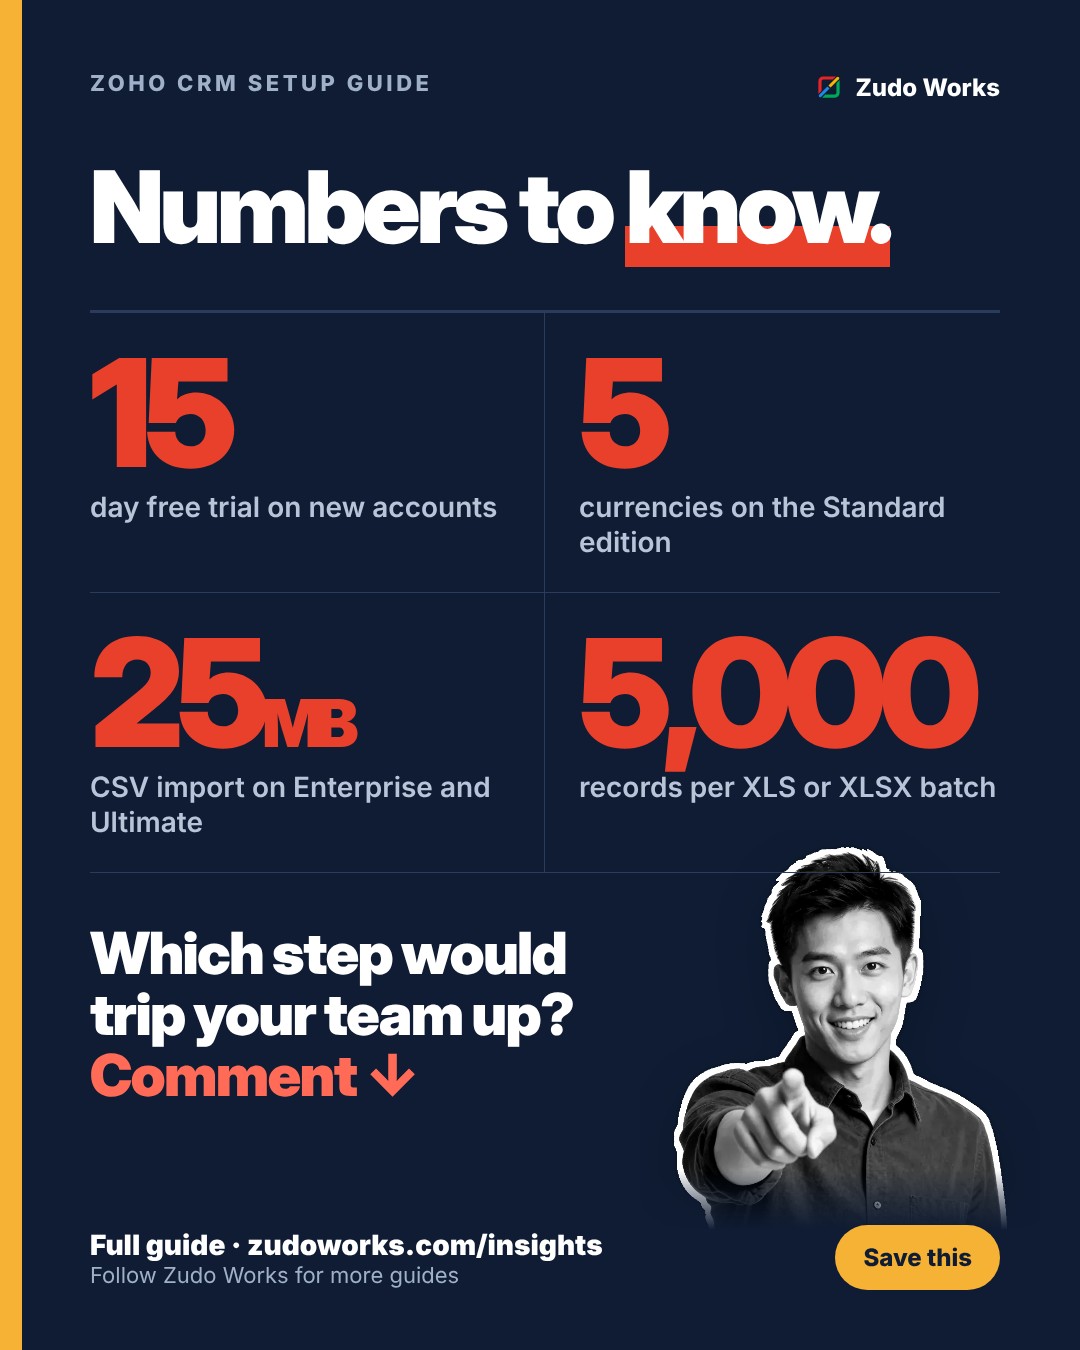 ZOHO CRM SETUP GUIDE
Zudo Works
Numbers to know.
15
day free trial on new accounts
5
currencies on the Standard
edition
25MB
CSV import on Enterprise and
Ultimate
5,000
records per XLS or XLSX batch
Which step would
trip your team up?
Comment ↓
Full guide · zudoworks.com/insights
Follow Zudo Works for more guides
Save this